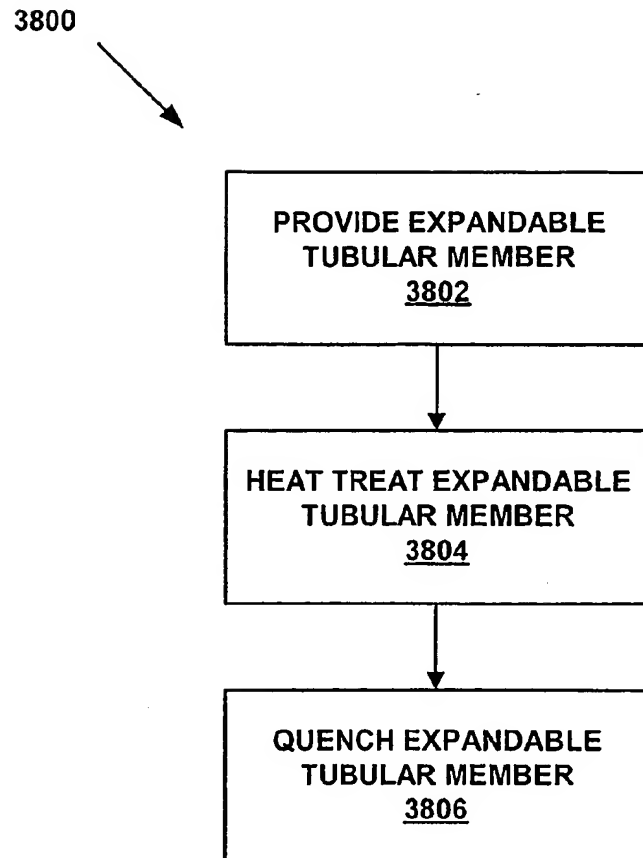 3800
PROVIDE EXPANDABLE
TUBULAR MEMBER
3802
HEAT TREAT EXPANDABLE
TUBULAR MEMBER
3804
QUENCH EXPANDABLE
TUBULAR MEMBER
3806